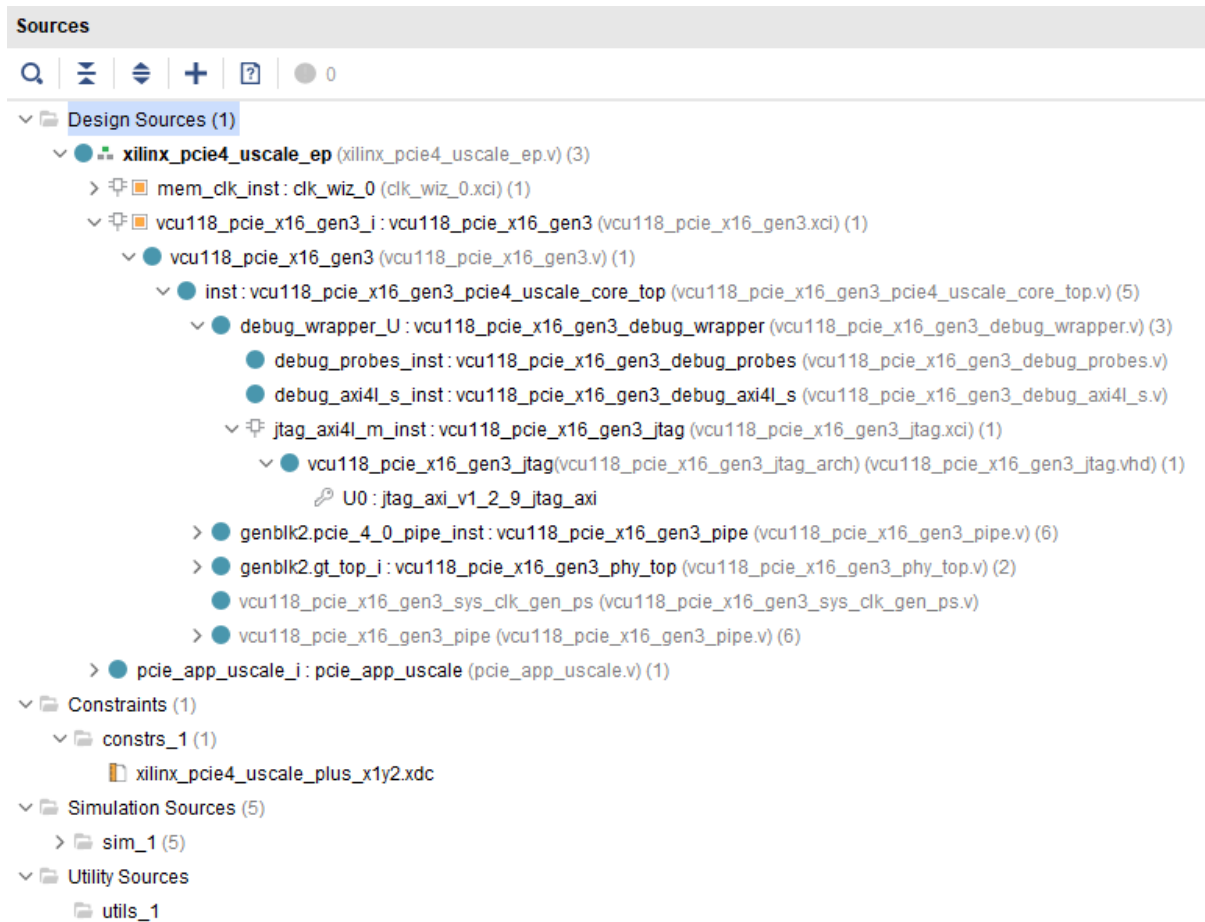 Sources
0
Design Sources (1)
xilinx_pcie4_uscale_ep (xilinx_pcie4_uscale_ep.v) (3)
mem_clk_inst : clk_wiz_0 (clk_wiz_0.xci) (1)
vcu118_pcie_x16_gen3_i : vcu118_pcie_x16_gen3 (vcu118_pcie_x16_gen3.xci) (1)
vcu118_pcie_x16_gen3 (vcu118_pcie_x16_gen3.v) (1)
inst : vcu118_pcie_x16_gen3_pcie4_uscale_core_top (vcu118_pcie_x16_gen3_pcie4_uscale_core_top.v) (5)
debug_wrapper_U : vcu118_pcie_x16_gen3_debug_wrapper (vcu118_pcie_x16_gen3_debug_wrapper.v) (3)
debug_probes_inst : vcu118_pcie_x16_gen3_debug_probes (vcu118_pcie_x16_gen3_debug_probes.v)
debug_axi4l_s_inst : vcu118_pcie_x16_gen3_debug_axi4l_s (vcu118_pcie_x16_gen3_debug_axi4l_s.v)
jtag_axi4l_m_inst : vcu118_pcie_x16_gen3_jtag (vcu118_pcie_x16_gen3_jtag.xci) (1)
vcu118_pcie_x16_gen3_jtag(vcu118_pcie_x16_gen3_jtag_arch) (vcu118_pcie_x16_gen3_jtag.vhd) (1)
U0 : jtag_axi_v1_2_9_jtag_axi
genblk2.pcie_4_0_pipe_inst : vcu118_pcie_x16_gen3_pipe (vcu118_pcie_x16_gen3_pipe.v) (6)
genblk2.gt_top_i : vcu118_pcie_x16_gen3_phy_top (vcu118_pcie_x16_gen3_phy_top.v) (2)
vcu118_pcie_x16_gen3_sys_clk_gen_ps (vcu118_pcie_x16_gen3_sys_clk_gen_ps.v)
vcu118_pcie_x16_gen3_pipe (vcu118_pcie_x16_gen3_pipe.v) (6)
pcie_app_uscale_i : pcie_app_uscale (pcie_app_uscale.v) (1)
Constraints (1)
constrs_1 (1)
xilinx_pcie4_uscale_plus_x1y2.xdc
Simulation Sources (5)
sim_1 (5)
Utility Sources
utils_1